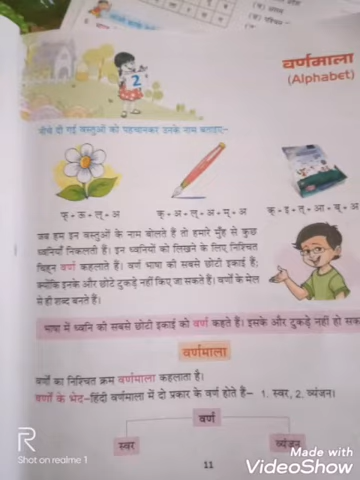 2
वर्णमाला
(Alphabet)
नीचे दी गई वस्तुओं को पहचानकर उनके नाम बताइए–
फ् + ऊ + ल् + अ
क् + अ + ल् + अ + म् + अ
क् + इ + त् + आ + ब् + अ
जब हम इन वस्तुओं के नाम बोलते हैं तो हमारे मुँह से कुछ
ध्वनियाँ निकलती हैं। इन ध्वनियों को लिखने के लिए निश्चित
चिह्न वर्ण कहलाते हैं। वर्ण भाषा की सबसे छोटी इकाई है;
क्योंकि इनके और छोटे टुकड़े नहीं किए जा सकते हैं। वर्णों के मेल
से ही शब्द बनते हैं।
भाषा में ध्वनि की सबसे छोटी इकाई को वर्ण कहते हैं। इसके और टुकड़े नहीं हो सक
वर्णमाला
वर्णों का निश्चित क्रम वर्णमाला कहलाता है।
वर्णों के भेद–हिंदी वर्णमाला में दो प्रकार के वर्ण होते हैं– 1. स्वर, 2. व्यंजन।
वर्ण
स्वर
व्यंजन
11
R
Shot on realme 1
Made with
VideoShow